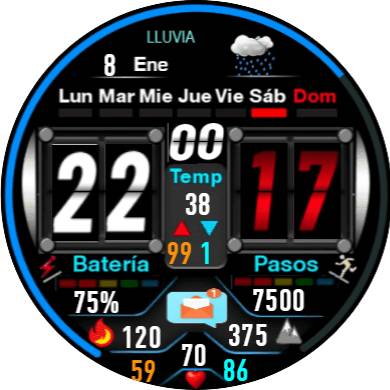 LLUVIA
8 Ene
Lun Mar Mie Jue Vie Sáb Dom
22 00 17
Temp
38
99 1
Batería Pasos
75% 1 7500
120 375
70
59 86